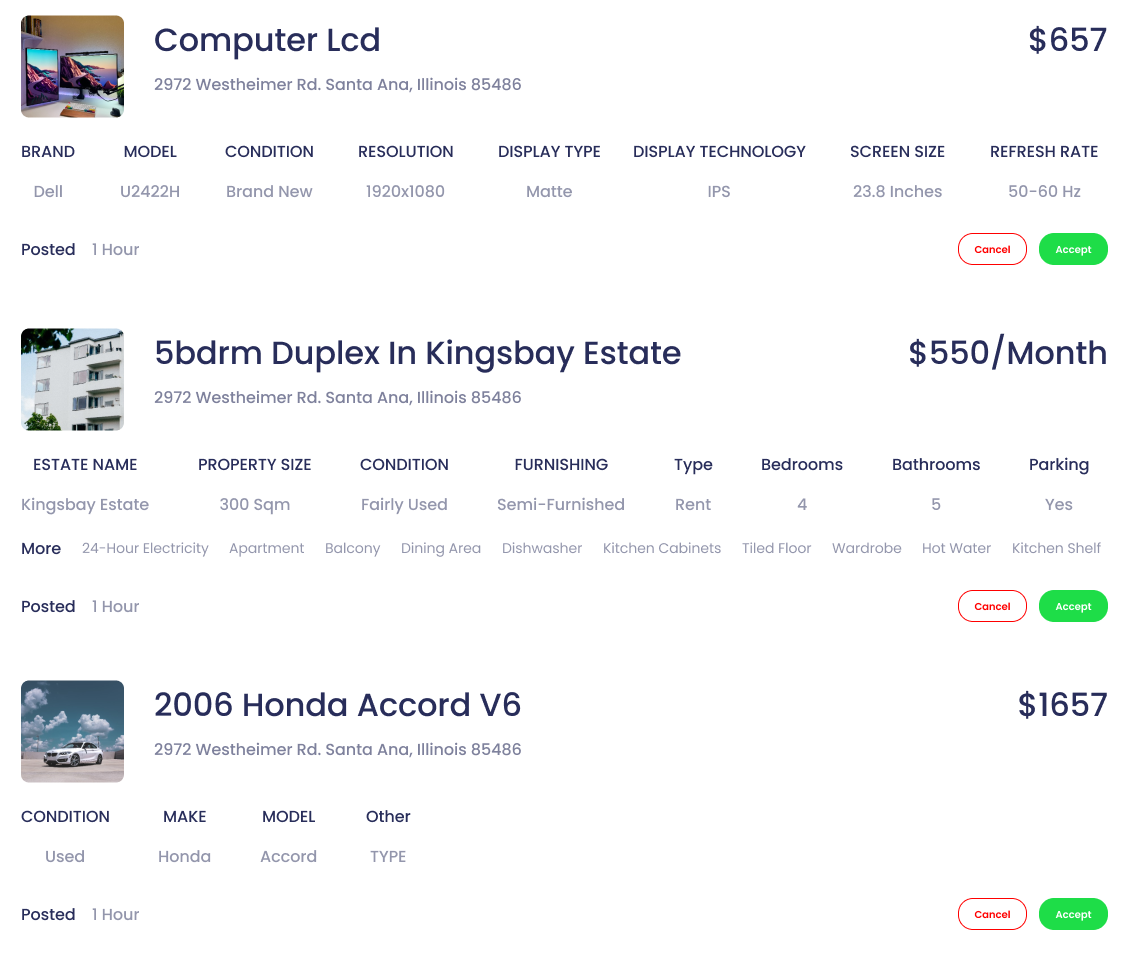 Computer Lcd $657
2972 Westheimer Rd. Santa Ana, Illinois 85486
BRAND MODEL CONDITION RESOLUTION DISPLAY TYPE DISPLAY TECHNOLOGY SCREEN SIZE REFRESH RATE
Dell U2422H Brand New 1920x1080 Matte IPS 23.8 Inches 50-60 Hz
Posted 1 Hour Cancel Accept
5bdrm Duplex In Kingsbay Estate $550/Month
2972 Westheimer Rd. Santa Ana, Illinois 85486
ESTATE NAME PROPERTY SIZE CONDITION FURNISHING Type Bedrooms Bathrooms Parking
Kingsbay Estate 300 Sqm Fairly Used Semi-Furnished Rent 4 5 Yes
More 24-Hour Electricity Apartment Balcony Dining Area Dishwasher Kitchen Cabinets Tiled Floor Wardrobe Hot Water Kitchen Shelf
Posted 1 Hour Cancel Accept
2006 Honda Accord V6 $1657
2972 Westheimer Rd. Santa Ana, Illinois 85486
CONDITION MAKE MODEL Other
Used Honda Accord TYPE
Posted 1 Hour Cancel Accept